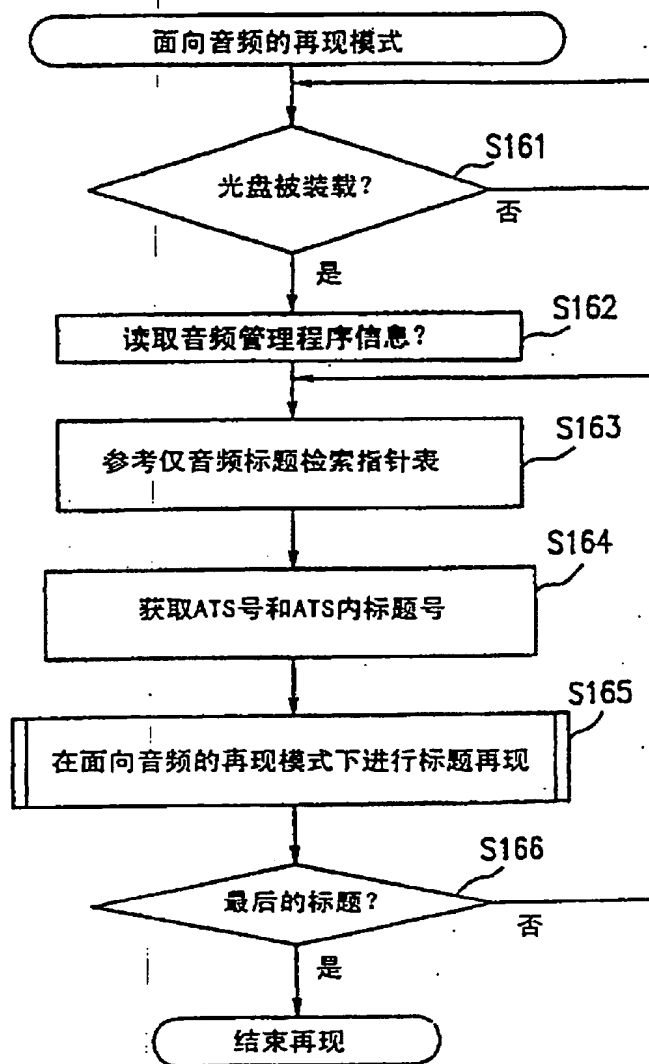 面向音频的再现模式
S161
光盘被装载?
否
是
S162
读取音频管理程序信息?
S163
参考仅音频标题检索指针表
S164
获取ATS号和ATS内标题号
S165
在面向音频的再现模式下进行标题再现
S166
最后的标题?
否
是
结束再现